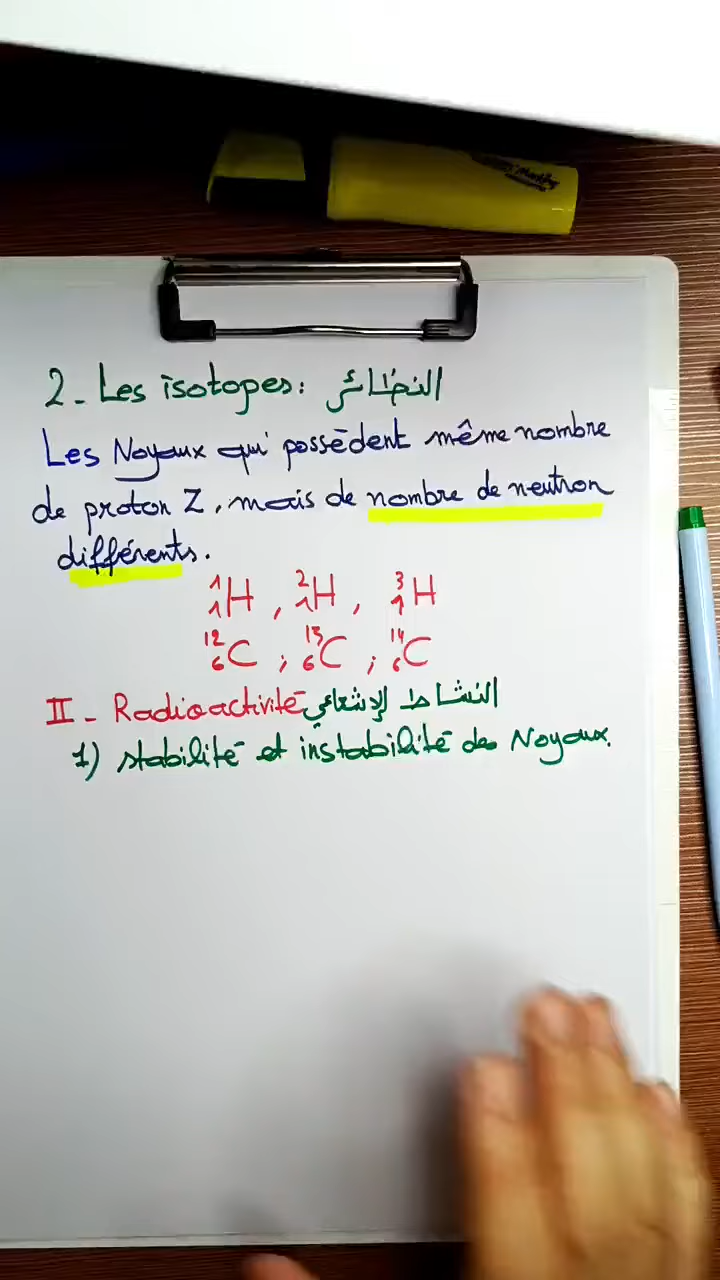 2- Les isotopes: النظائر
Les Noyaux qui possèdent même nombre
de proton Z, mais de nombre de neutron
différents.
¹₁H, ²₁H, ³₁H
¹²₆C ; ¹³₆C ; ¹⁴₆C
II - Radioactivité النشاط الإشعاعي
1) stabilité et instabilité des Noyaux.